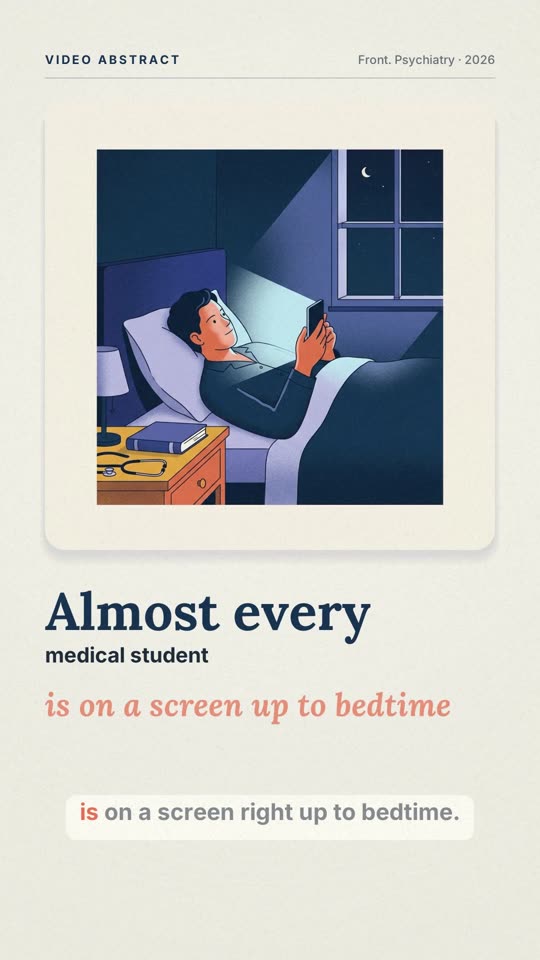 VIDEO ABSTRACT
Front. Psychiatry · 2026
Almost every
medical student
is on a screen up to bedtime
is on a screen right up to bedtime.